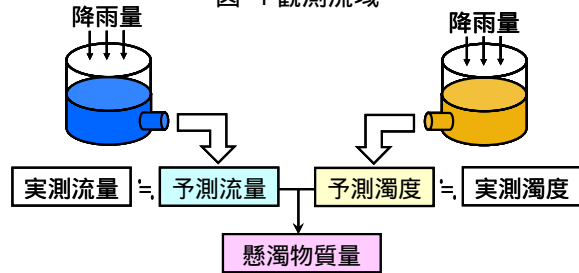 図-1 観測流域
降雨量
降雨量
実測流量 ≒ 予測流量
予測濁度 ≒ 実測濁度
懸濁物質量